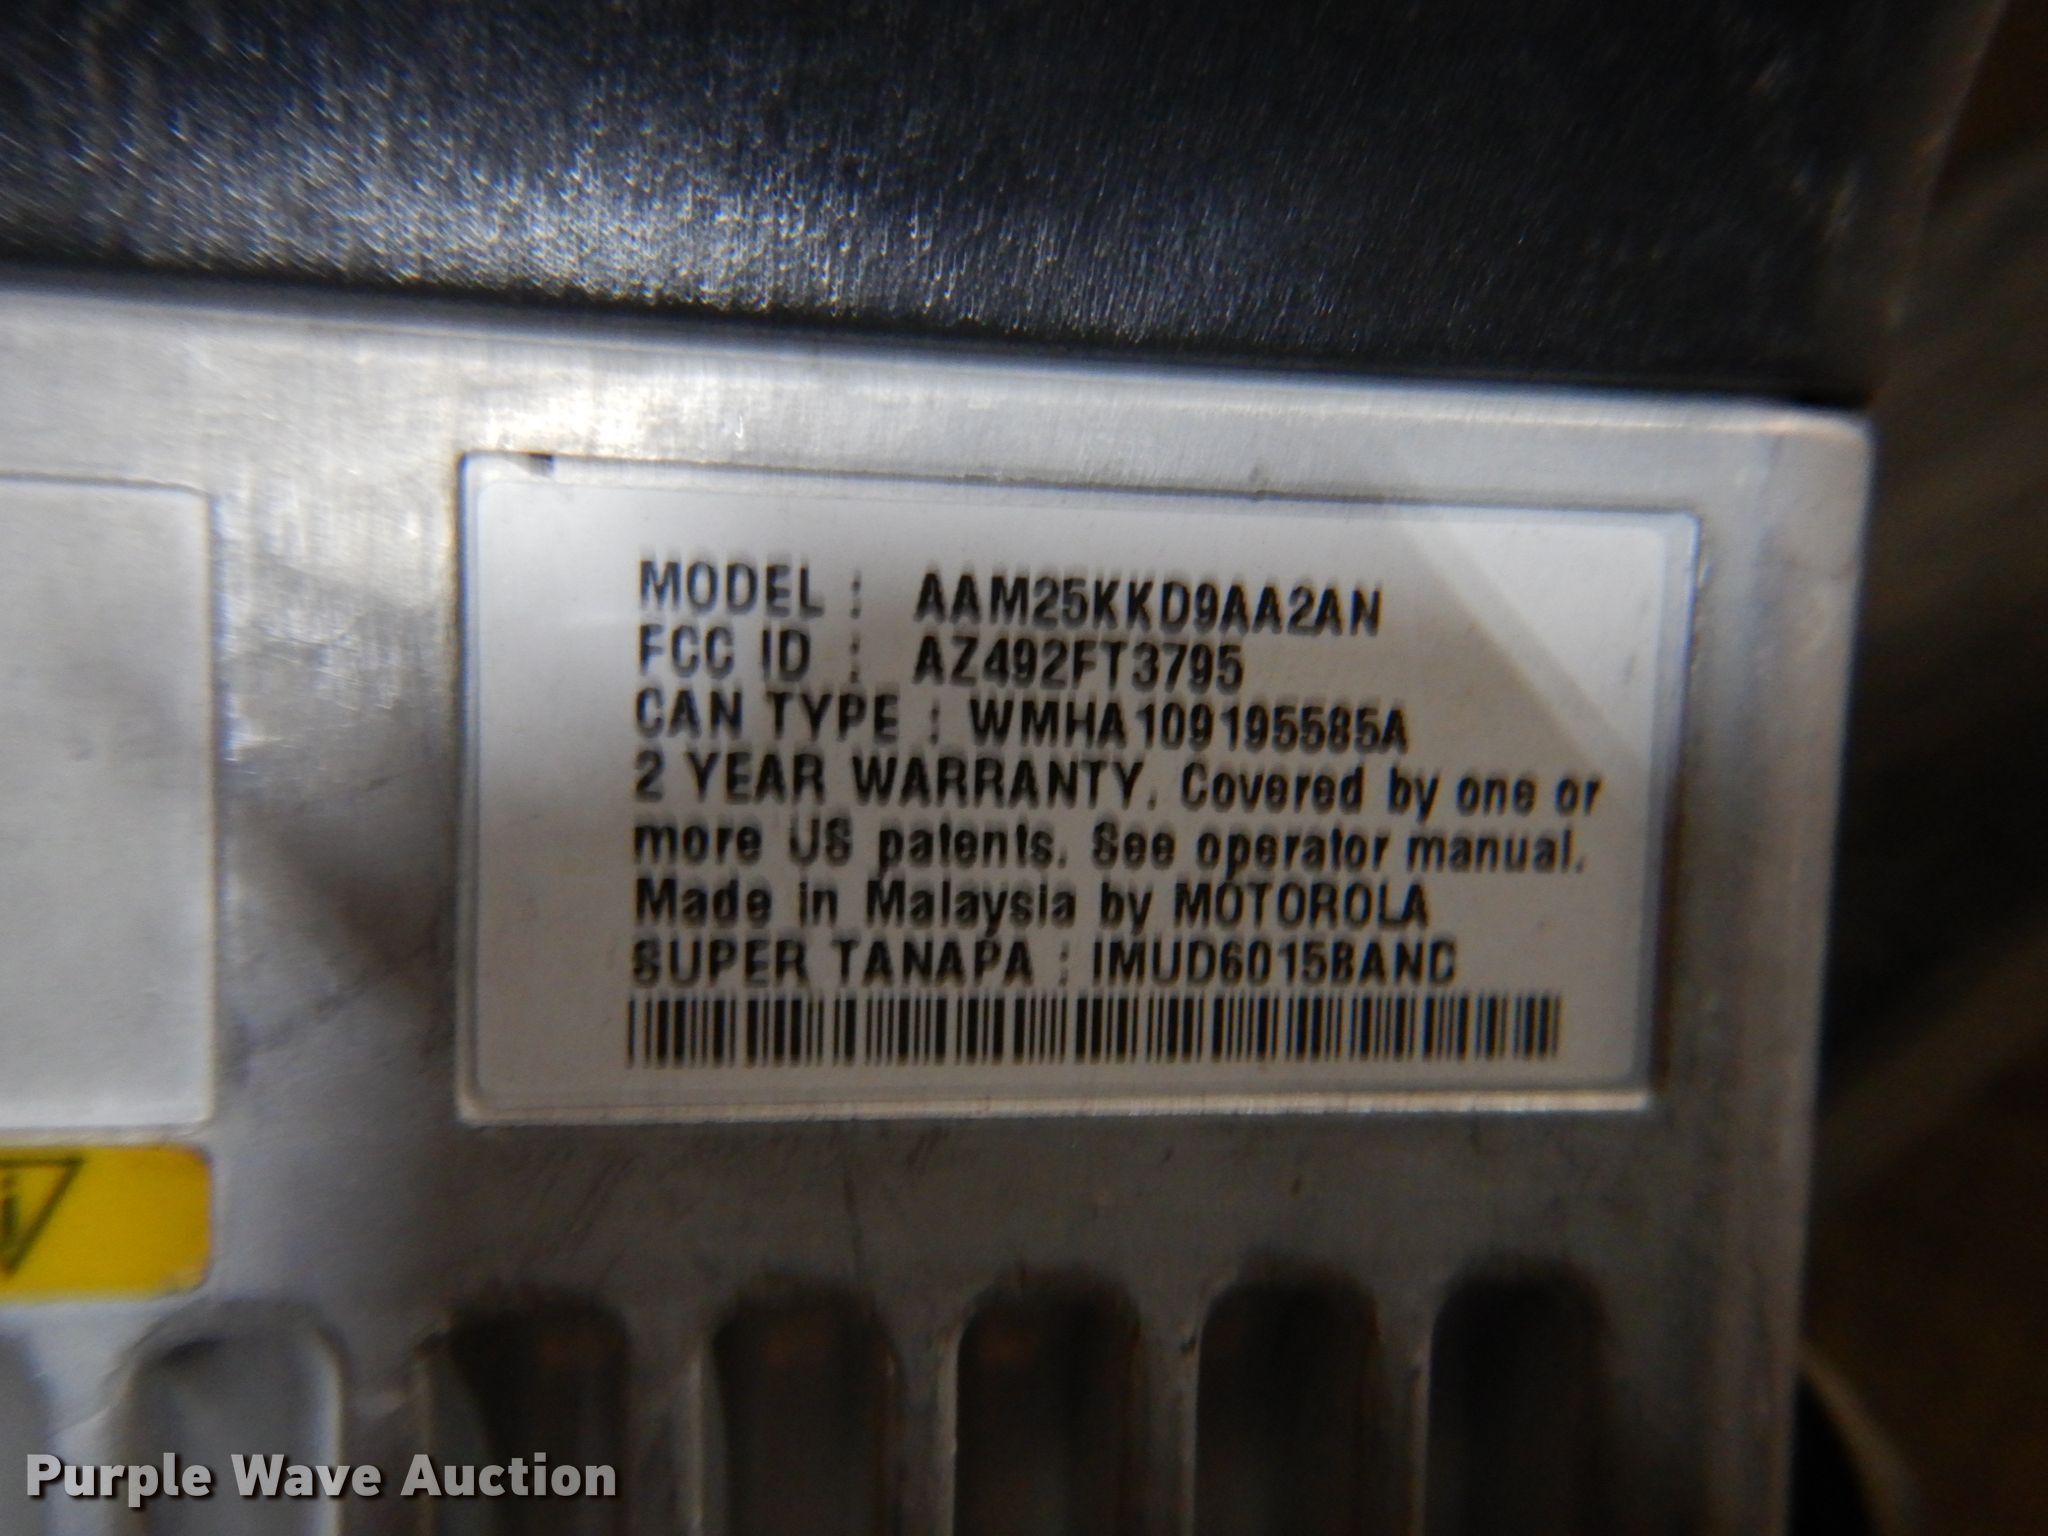 MODEL : AAM25KKD9AA2AN
FCC ID : AZ492FT3795
CAN TYPE : WMHA109195585A
2 YEAR WARRANTY. Covered by one or
more US patents. See operator manual.
Made in Malaysia by MOTOROLA
SUPER TANAPA : IMUD6015BANC
Purple Wave Auction